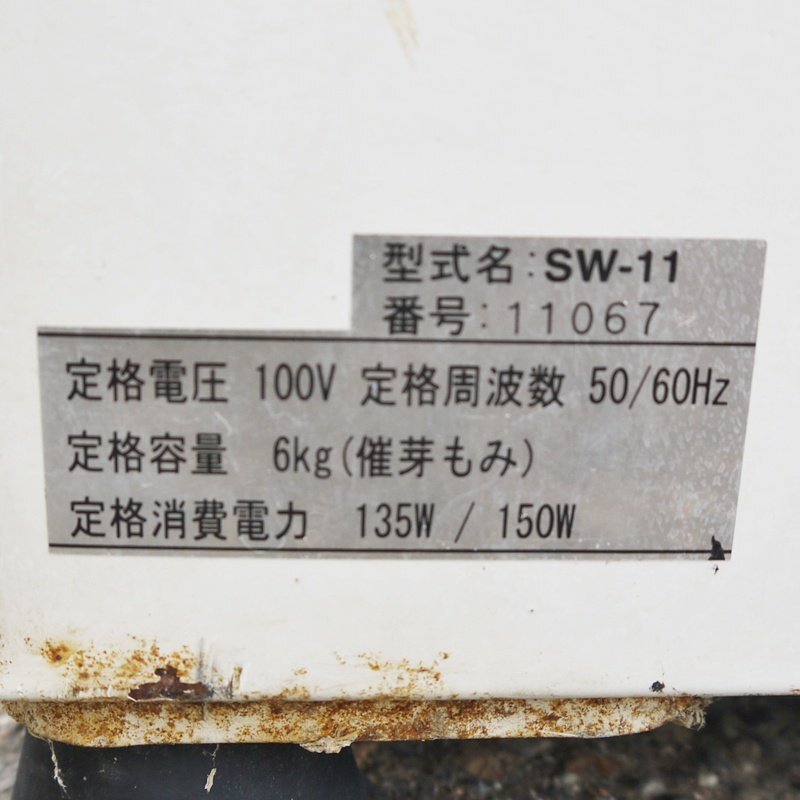 型式名:SW-11
番号:11067
定格電圧 100V 定格周波数 50/60Hz
定格容量 6kg(催芽もみ)
定格消費電力 135W / 150W